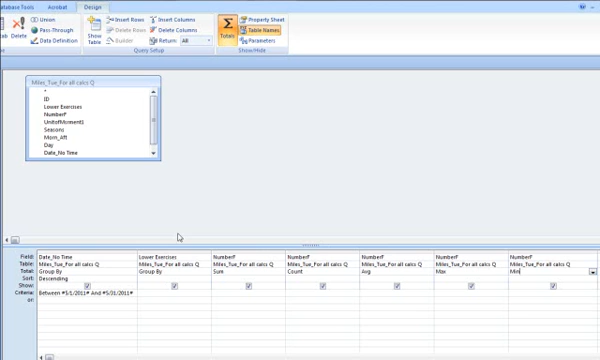 atabase Tools Acrobat Design
Union
Pass-Through
Data Definition
Delete
Show
Table
Insert Rows
Delete Rows
Builder
Insert Columns
Delete Columns
Return: All
Query Setup
Σ
Totals
Property Sheet
Table Names
Parameters
Show/Hide
Miles_Tue_For all calcs Q
*
ID
Lower Exercises
NumberF
UnitofMurment1
Seasons
Morn_Aft
Day
Date_No Time
Field: Date_No Time Lower Exercises NumberF NumberF NumberF NumberF NumberF
Table: Miles_Tue_For all calcs Q Miles_Tue_For all calcs Q Miles_Tue_For all calcs Q Miles_Tue_For all calcs Q Miles_Tue_For all calcs Q Miles_Tue_For all calcs Q Miles_Tue_For all calcs Q
Total: Group By Group By Sum Count Avg Max Min
Sort: Descending
Show:
Criteria: Between #5/1/2011# And #5/31/2011#
or: